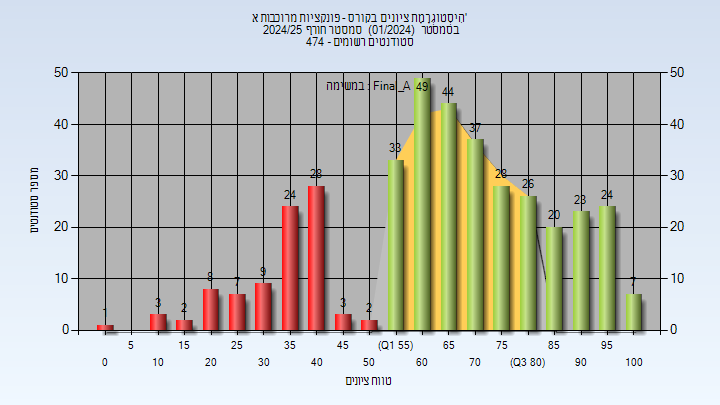 היסטוגרמת ציונים בקורס - פונקציות מרוכבות א'
בסמסטר (01/2024) סמסטר חורף 2024/25
סטודנטים רשומים - 474
במשימה : Final_A
50 50
40 40
30 30
20 20
10 10
0 0
מספר סטודנטים
1 3 2 8 7 9 24 28 3 2 33 49 44 37 28 26 20 23 24 7
5 15 25 35 45 (Q1 55) 65 75 85 95
0 10 20 30 40 50 60 70 (Q3 80) 90 100
טווח ציונים